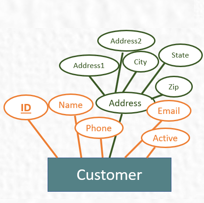 Address2
Address1
City
State
Zip
Address
ID
Name
Email
Phone
Active
Customer